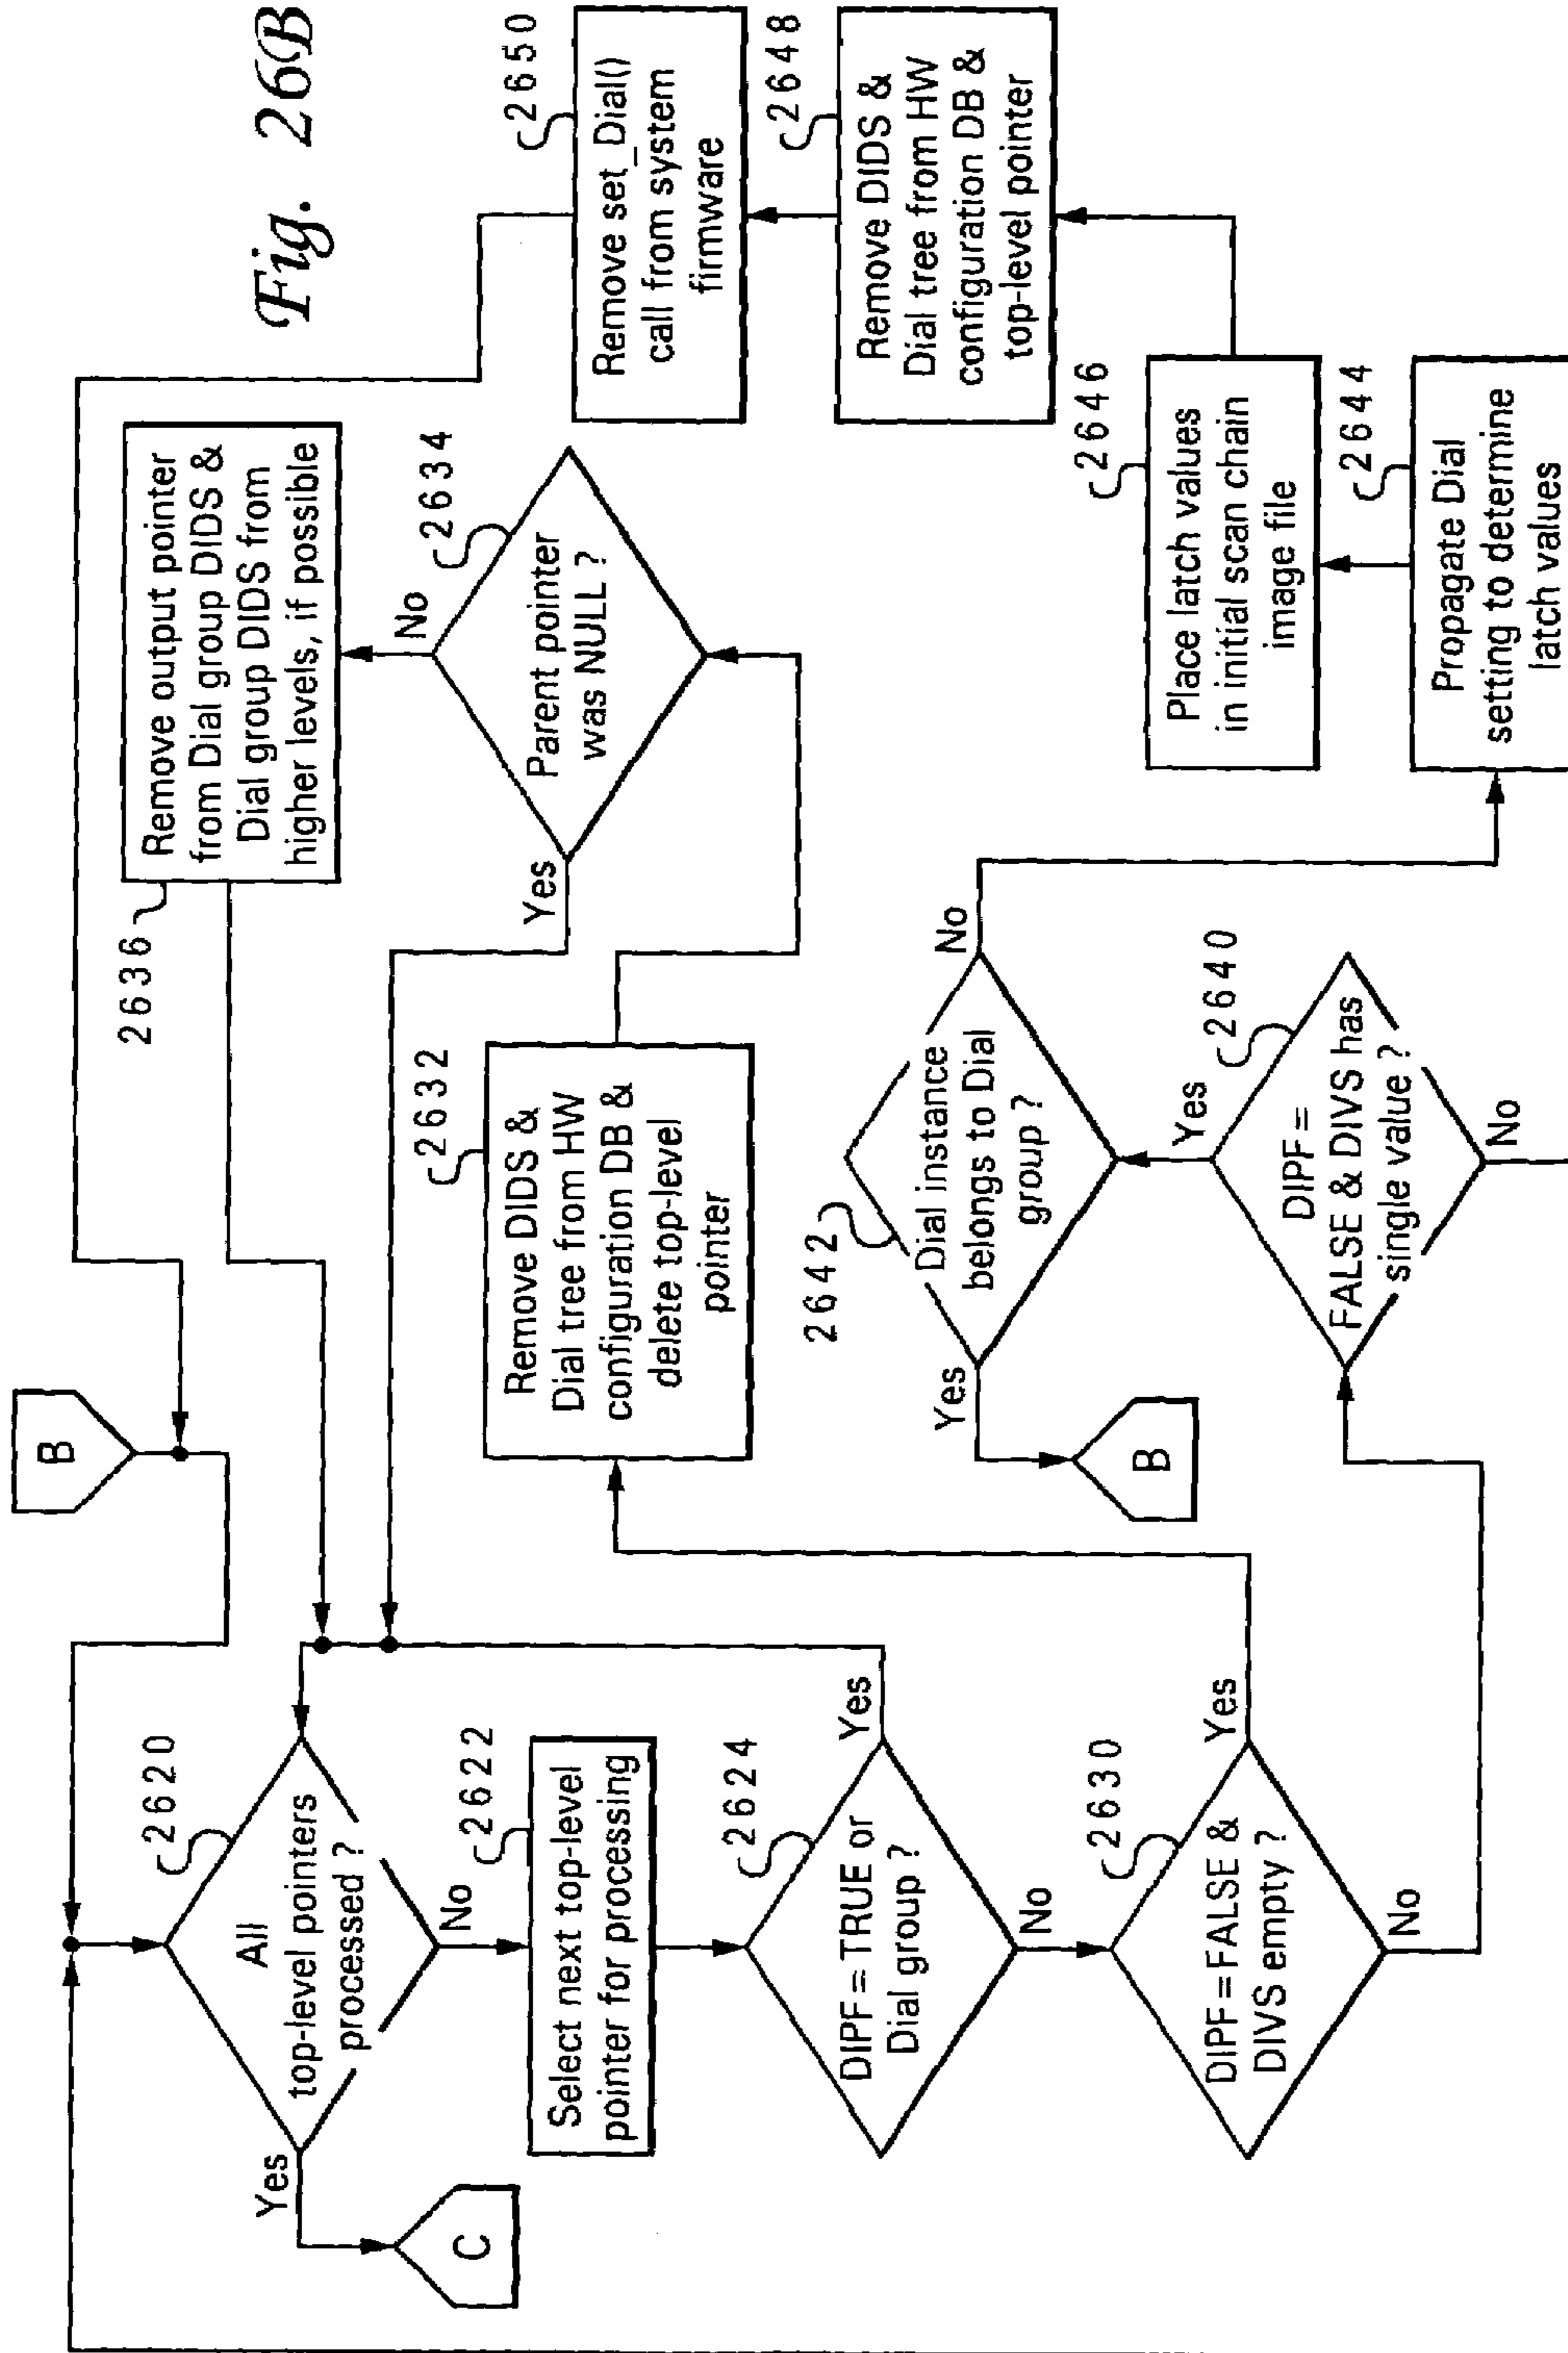 Fig. 26B
B
2620
All
top-level pointers
processed ?
Yes
C
No
2622
Select next top-level
pointer for processing
2624
DIPF = TRUE or
Dial group ?
Yes
No
2630
DIPF = FALSE &
DIVS empty ?
Yes
No
2632
Remove DIDS &
Dial tree from HW
configuration DB &
delete top-level
pointer
2634
Parent pointer
was NULL ?
Yes
No
2636
Remove output pointer
from Dial group DIDS &
Dial group DIDS from
higher levels, if possible
2640
DIPF =
FALSE & DIVS has
single value ?
Yes
No
2642
Dial instance
belongs to Dial
group ?
Yes
B
No
2644
Propagate Dial
setting to determine
latch values
2646
Place latch values
in initial scan chain
image file
2648
Remove DIDS &
Dial tree from HW
configuration DB &
top-level pointer
2650
Remove set_Dial()
call from system
firmware